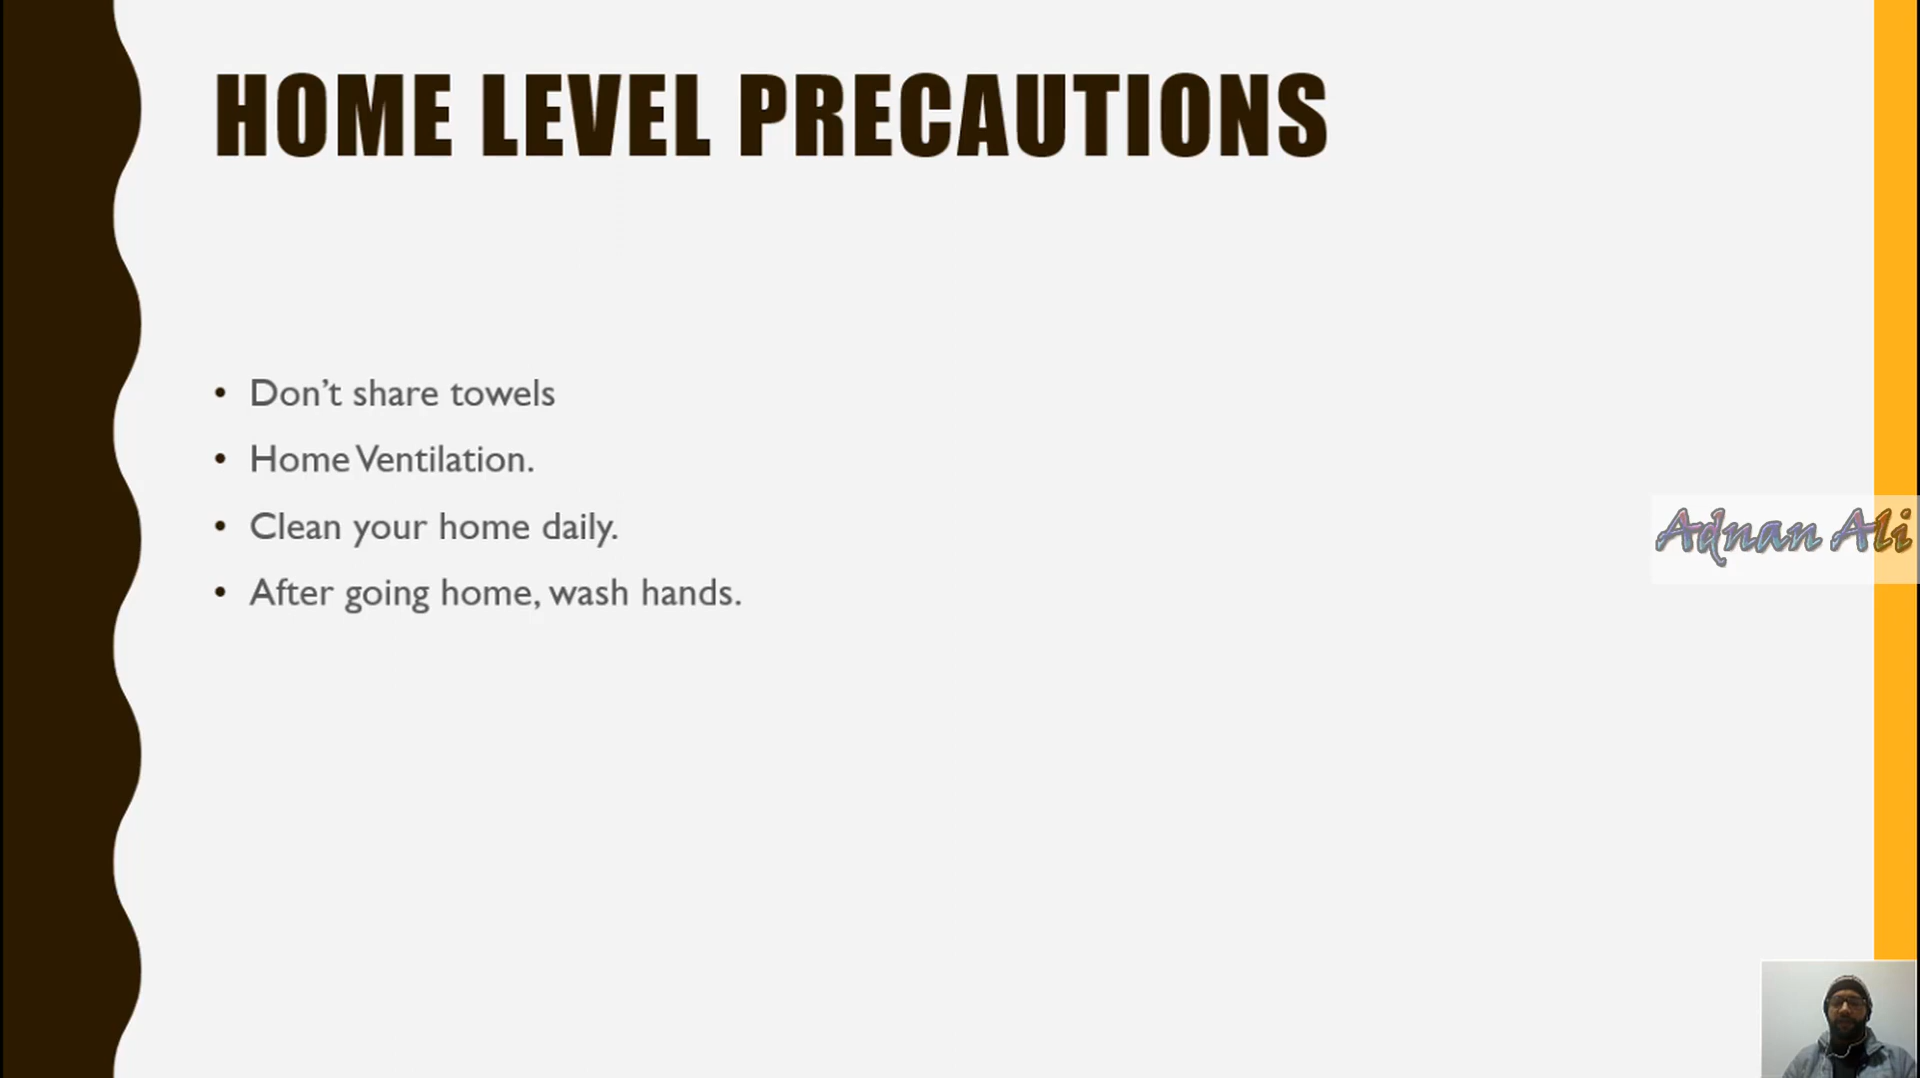 HOME LEVEL PRECAUTIONS
• Don’t share towels
• Home Ventilation.
• Clean your home daily.
• After going home, wash hands.
Adnan Ali